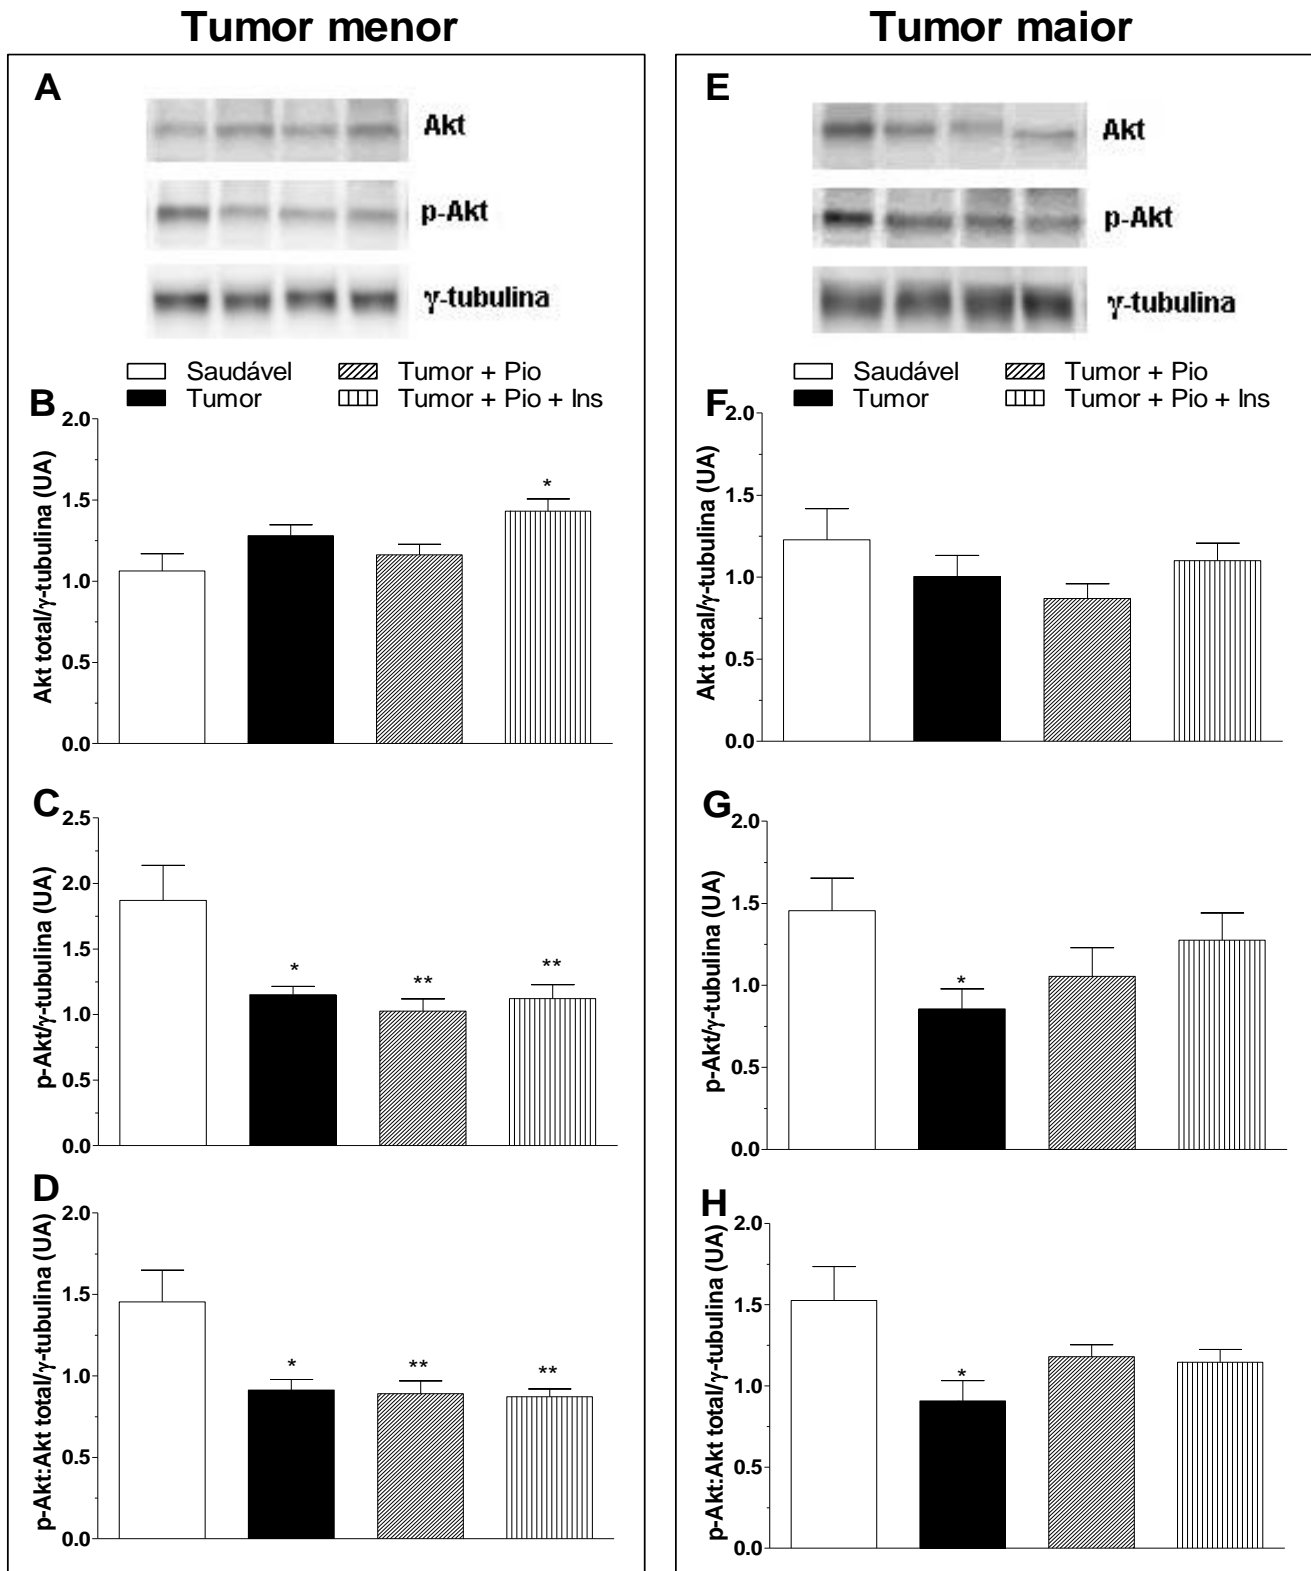 Tumor menor
A
Akt
p-Akt
γ-tubulina
Saudável
Tumor + Pio
Tumor
Tumor + Pio + Ins
B
Akt total/γ-tubulina (UA)
2.0
1.5
1.0
0.5
0.0
*
C
p-Akt/γ-tubulina (UA)
2.5
2.0
1.5
1.0
0.5
0.0
*
**
**
D
p-Akt:Akt total/γ-tubulina (UA)
2.0
1.5
1.0
0.5
0.0
*
**
**
Tumor maior
E
Akt
p-Akt
γ-tubulina
Saudável
Tumor + Pio
Tumor
Tumor + Pio + Ins
F
Akt total/γ-tubulina (UA)
2.0
1.5
1.0
0.5
0.0
G
p-Akt/γ-tubulina (UA)
2.0
1.5
1.0
0.5
0.0
*
H
p-Akt:Akt total/γ-tubulina (UA)
2.0
1.5
1.0
0.5
0.0
*